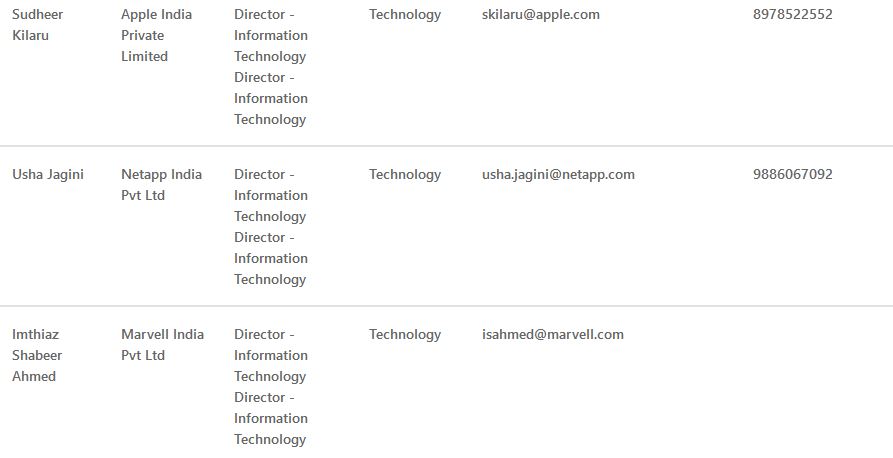 Sudheer Kilaru Apple India Private Limited Director - Information Technology Director - Information Technology Technology skilaru@apple.com 8978522552
Usha Jagini Netapp India Pvt Ltd Director - Information Technology Director - Information Technology Technology usha.jagini@netapp.com 9886067092
Imthiaz Shabeer Ahmed Marvell India Pvt Ltd Director - Information Technology Director - Information Technology Technology isahmed@marvell.com